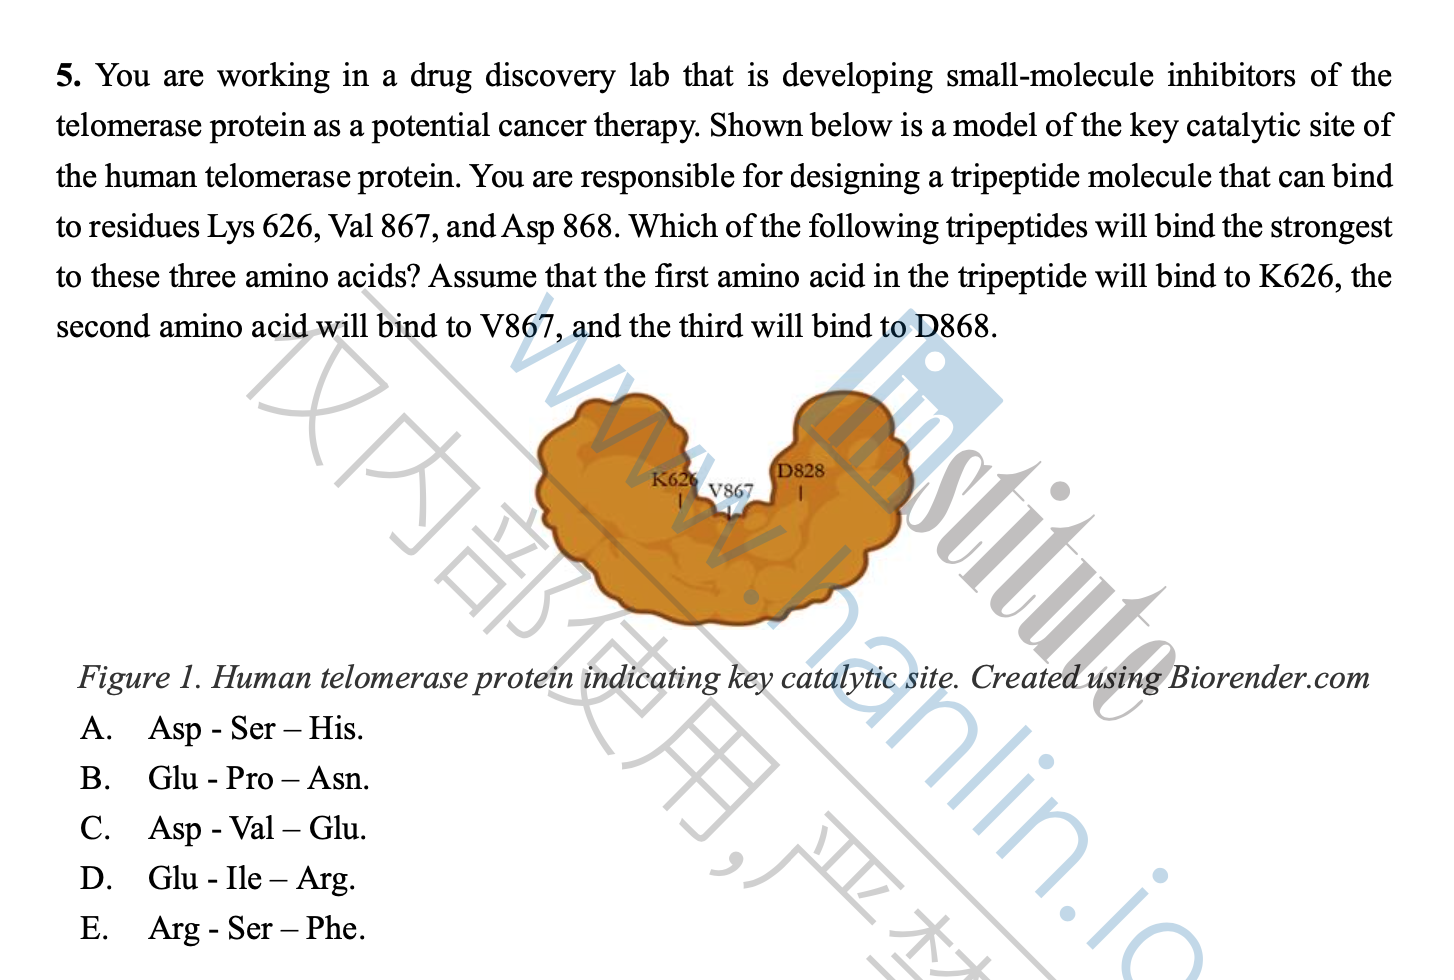 5. You are working in a drug discovery lab that is developing small-molecule inhibitors of the
telomerase protein as a potential cancer therapy. Shown below is a model of the key catalytic site of
the human telomerase protein. You are responsible for designing a tripeptide molecule that can bind
to residues Lys 626, Val 867, and Asp 868. Which of the following tripeptides will bind the strongest
to these three amino acids? Assume that the first amino acid in the tripeptide will bind to K626, the
second amino acid will bind to V867, and the third will bind to D868.
K626
V867
D828
Figure 1. Human telomerase protein indicating key catalytic site. Created using Biorender.com
A. Asp - Ser – His.
B. Glu - Pro – Asn.
C. Asp - Val – Glu.
D. Glu - Ile – Arg.
E. Arg - Ser – Phe.
仅内部使用,严禁
www.hanlin.io
institute